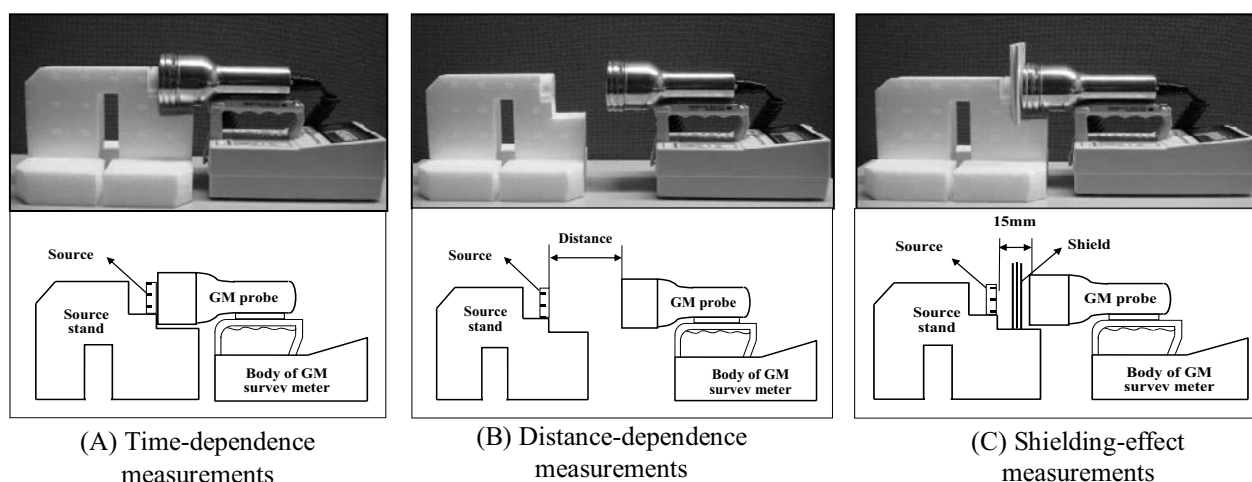 Source
GM probe
Source
stand
Body of GM
survey meter
Distance
Source
GM probe
Source
stand
Body of GM
survey meter
15mm
Source
Shield
GM probe
Source
stand
Body of GM
survey meter
(A) Time-dependence
measurements
(B) Distance-dependence
measurements
(C) Shielding-effect
measurements